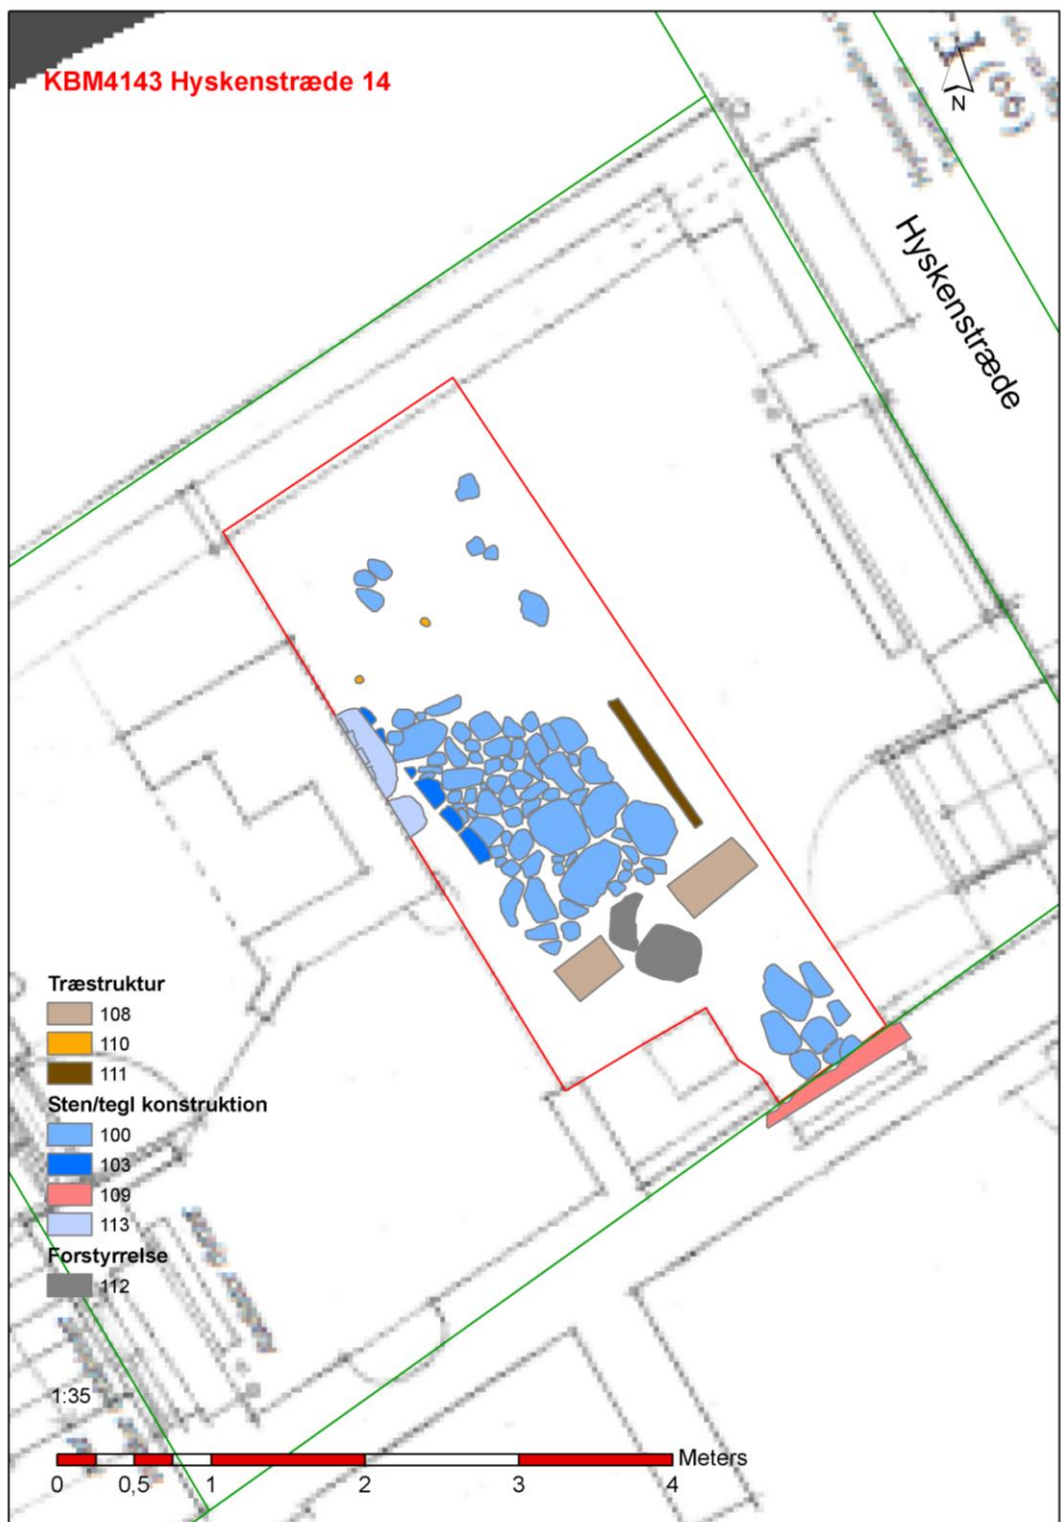 KBM4143 Hyskenstræde 14
N
Hyskenstræde
Træstruktur
108
110
111
Sten/tegl konstruktion
100
103
109
113
Forstyrrelse
112
1:35
Meters
0 0,5 1 2 3 4